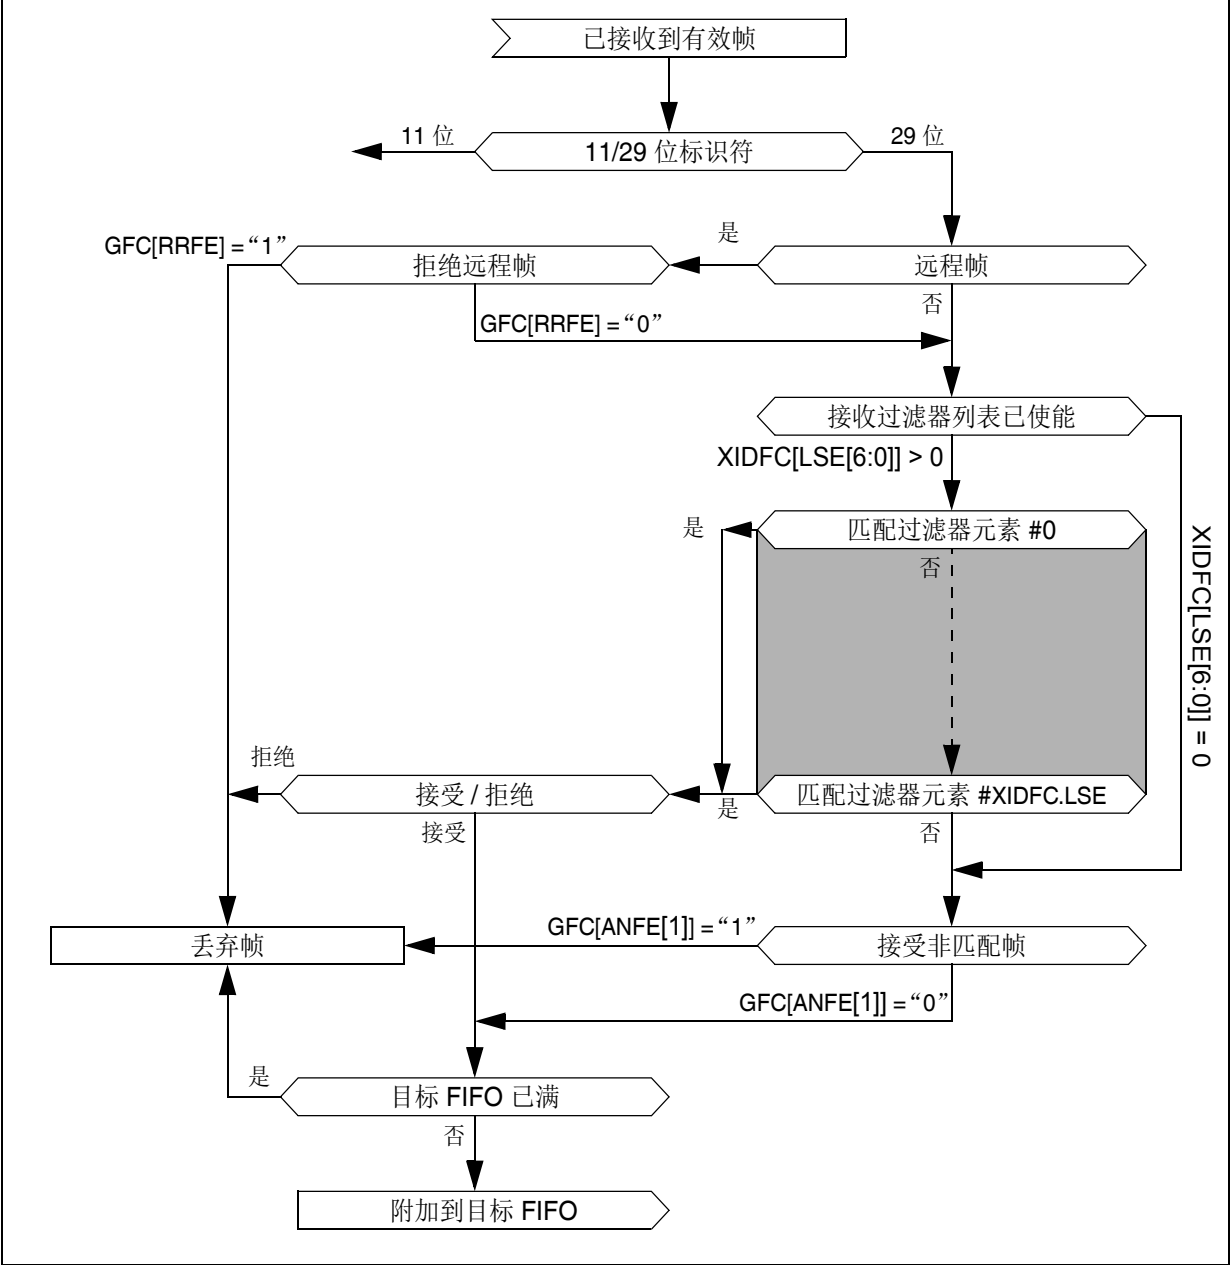 已接收到有效帧
11 位
11/29 位标识符
29 位
GFC[RRFE] = “1”
拒绝远程帧
是
远程帧
否
GFC[RRFE] = “0”
接收过滤器列表已使能
XIDFC[LSE[6:0]] > 0
是
匹配过滤器元素 #0
否
XIDFC[LSE[6:0]] = 0
拒绝
接受 / 拒绝
是
匹配过滤器元素 #XIDFC.LSE
接受
否
GFC[ANFE[1]] = “1”
丢弃帧
接受非匹配帧
GFC[ANFE[1]] = “0”
是
目标 FIFO 已满
否
附加到目标 FIFO